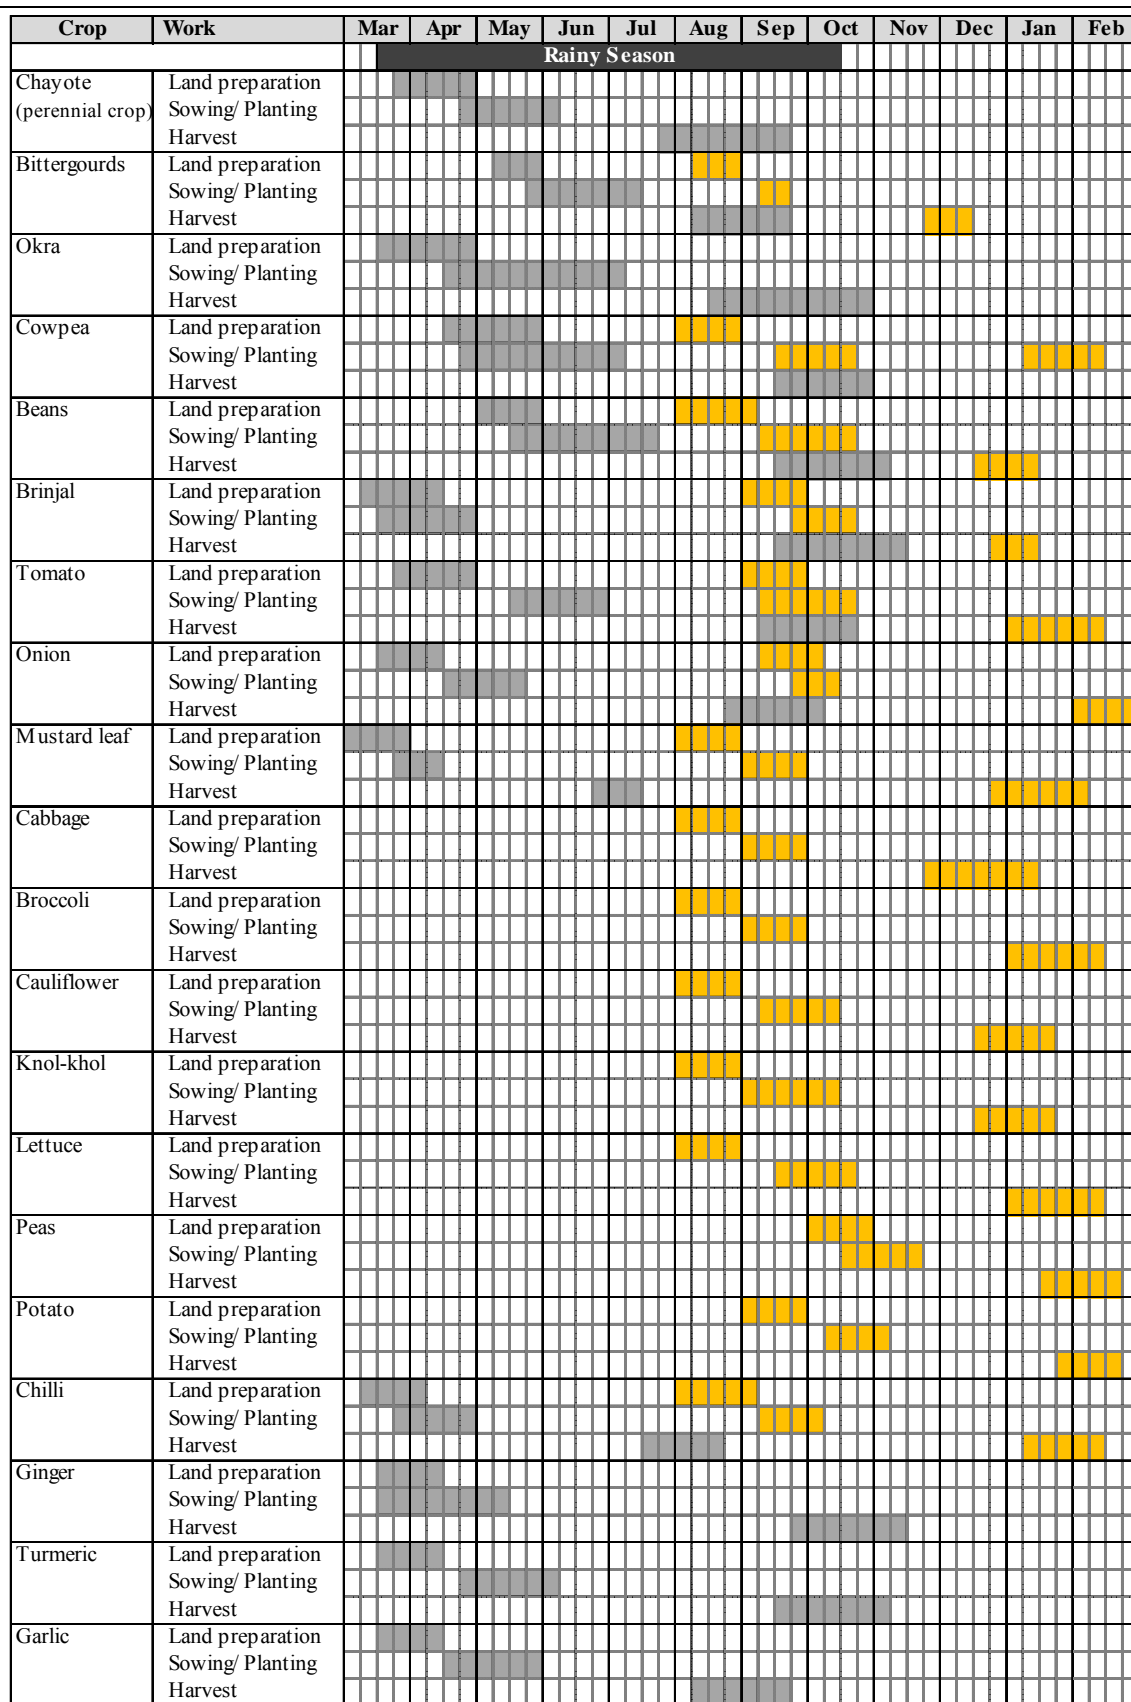 Crop Work Mar Apr May Jun Jul Aug Sep Oct Nov Dec Jan Feb
Rainy Season
Chayote Land preparation
(perennial crop) Sowing/ Planting
Harvest
Bittergourds Land preparation
Sowing/ Planting
Harvest
Okra Land preparation
Sowing/ Planting
Harvest
Cowpea Land preparation
Sowing/ Planting
Harvest
Beans Land preparation
Sowing/ Planting
Harvest
Brinjal Land preparation
Sowing/ Planting
Harvest
Tomato Land preparation
Sowing/ Planting
Harvest
Onion Land preparation
Sowing/ Planting
Harvest
Mustard leaf Land preparation
Sowing/ Planting
Harvest
Cabbage Land preparation
Sowing/ Planting
Harvest
Broccoli Land preparation
Sowing/ Planting
Harvest
Cauliflower Land preparation
Sowing/ Planting
Harvest
Knol-khol Land preparation
Sowing/ Planting
Harvest
Lettuce Land preparation
Sowing/ Planting
Harvest
Peas Land preparation
Sowing/ Planting
Harvest
Potato Land preparation
Sowing/ Planting
Harvest
Chilli Land preparation
Sowing/ Planting
Harvest
Ginger Land preparation
Sowing/ Planting
Harvest
Turmeric Land preparation
Sowing/ Planting
Harvest
Garlic Land preparation
Sowing/ Planting
Harvest